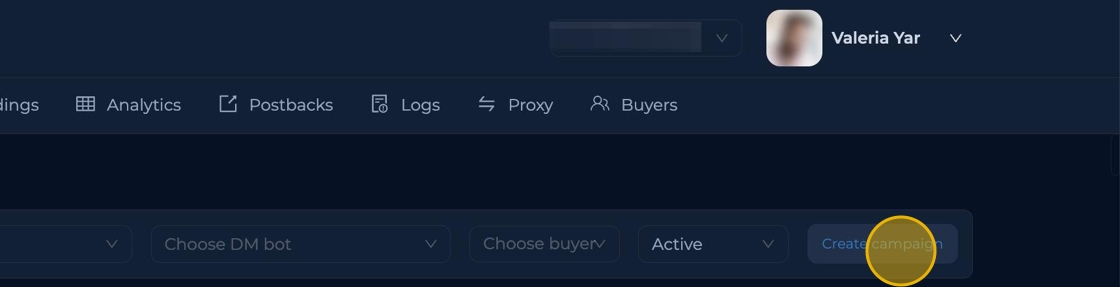 Valeria Yar
dings Analytics Postbacks Logs Proxy Buyers
Choose DM bot Choose buyer Active Create campaign